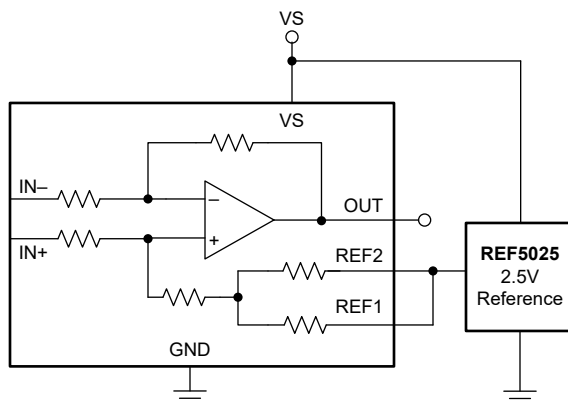 VS
VS
IN–
–
OUT
+
IN+
REF2
REF1
GND
REF5025
2.5V
Reference